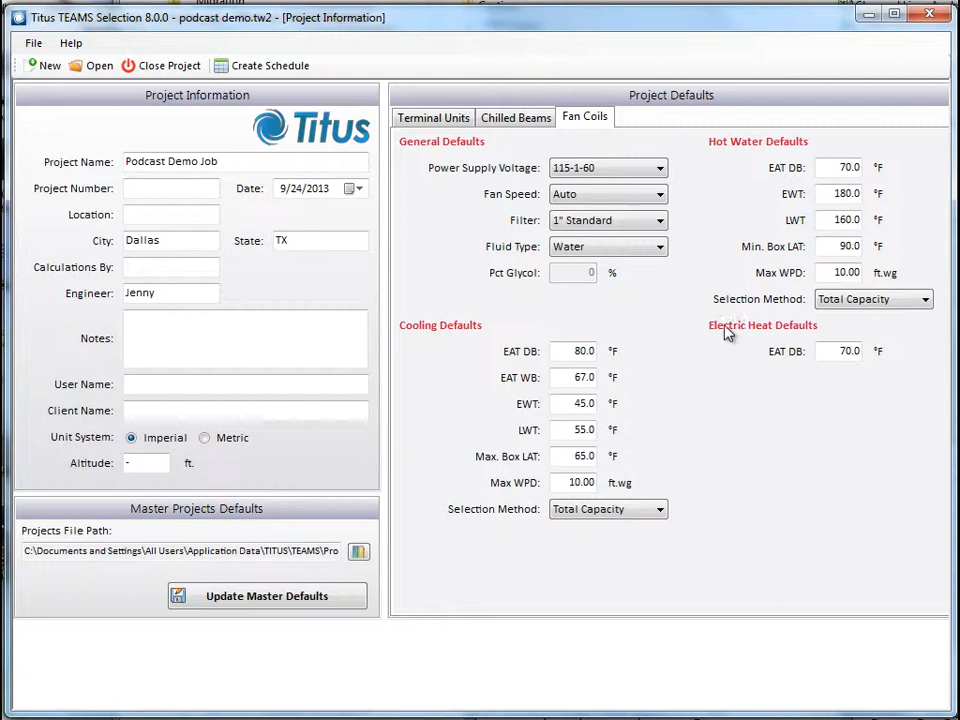 Titus TEAMS Selection 8.0.0 - podcast demo.tw2 - [Project Information]
File Help
New Open Close Project Create Schedule
Project Information
Titus
Project Name: Podcast Demo Job
Project Number: Date: 9/24/2013
Location:
City: Dallas State: TX
Calculations By:
Engineer: Jenny
Notes:
User Name:
Client Name:
Unit System: Imperial Metric
Altitude: - ft.
Master Projects Defaults
Projects File Path:
C:\Documents and Settings\All Users\Application Data\TITUS\TEAMS\Pro
Update Master Defaults
Project Defaults
Terminal Units Chilled Beams Fan Coils
General Defaults
Power Supply Voltage: 115-1-60
Fan Speed: Auto
Filter: 1" Standard
Fluid Type: Water
Pct Glycol: 0 %
Cooling Defaults
EAT DB: 80.0 °F
EAT WB: 67.0 °F
EWT: 45.0 °F
LWT: 55.0 °F
Max. Box LAT: 65.0 °F
Max WPD: 10.00 ft.wg
Selection Method: Total Capacity
Hot Water Defaults
EAT DB: 70.0 °F
EWT: 180.0 °F
LWT 160.0 °F
Min. Box LAT: 90.0 °F
Max WPD: 10.00 ft.wg
Selection Method: Total Capacity
Electric Heat Defaults
EAT DB: 70.0 °F